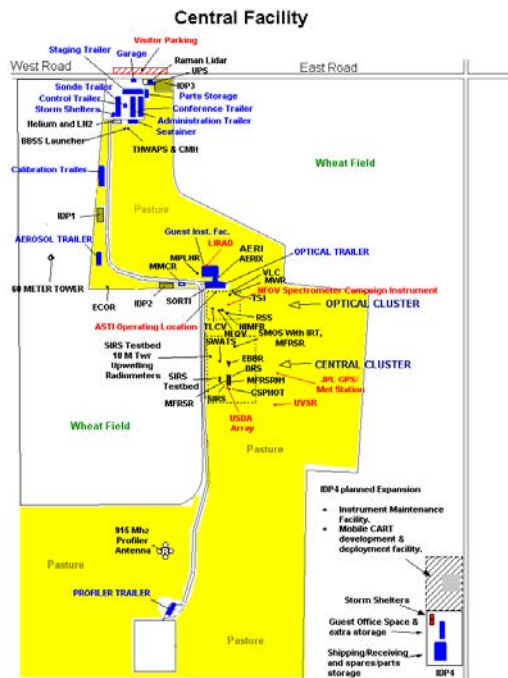 Central Facility
Visitor Parking
Garage
Staging Trailer
Raman Lidar
UPS
West Road
East Road
IDP3
Sonde Trailer
Parts Storage
Control Trailer
Conference Trailer
Storm Shelters
Administration Trailer
Helium and LN2
Seatainer
BBSS Launcher
THWAPS & CMH
Wheat Field
Calibration Trailer
Pasture
IDP1
Guest Inst. Fac.
LIRAD
AERI
AERIX
AEROSOL TRAILER
MPLHR
OPTICAL TRAILER
MMCR
VLC
MWR
60 METER TOWER
NFOV Spectrometer Campaign Instrument
ECOR
IDP2
SORTI
TSI
OPTICAL CLUSTER
RSS
ASTI Operating Location
TLCV
NIMFR
NFOV
SMOS With IRT,
MFRSR
SWATS
SIRS Testbed
10 M Twr
Upwelling
Radiometers
EBBR
CENTRAL CLUSTER
BRS
SIRS
Testbed
MFRSRN1
JPL GPS/
Met Station
CSPHOT
MFRSR
SIRS
UVSR
USDA
Array
Wheat Field
Pasture
IDP4 planned Expansion
• Instrument Maintenance
Facility.
• Mobile CART
development &
deployment facility.
915 Mhz
Profiler
Antenna
Pasture
PROFILER TRAILER
Storm Shelters
Guest Office Space &
extra storage
Pasture
Shipping/Receiving
and spares/parts
storage
IDP4